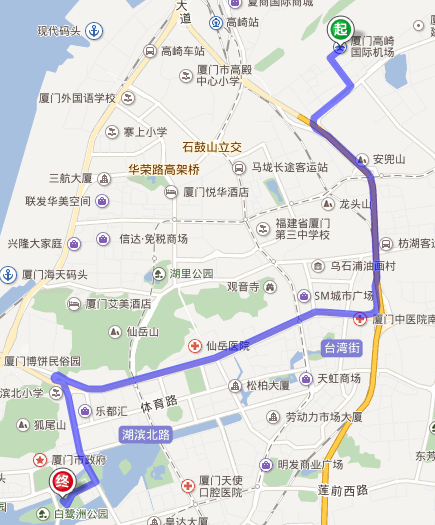 夏商国际商城
大道
现代码头
高崎站
起
厦门高崎
国际机场
高崎车站
厦门市高殿
中心小学
厦门外国语学校
寨上小学
石鼓山立交
安兜山
华荣路高架桥
马垅长途客运站
三航大厦
厦门悦华酒店
联发华美空间
龙头山
福建省厦门
第三中学校
兴隆大家庭
信达·免税商场
枋湖客运
厦门海天码头
湖里公园
乌石浦油画村
观音寺
SM城市广场
厦门艾美酒店
厦门中医院南
仙岳山
仙岳医院
台湾街
厦门博饼民俗园
滨北小学
松柏大厦
天虹商场
体育路
乐都汇
劳动力市场大厦
狐尾山
湖滨北路
厦门市政府
明发商业广场
东芳
终
厦门天使
口腔医院
莲前西路
白鹭洲公园
皇达大厦